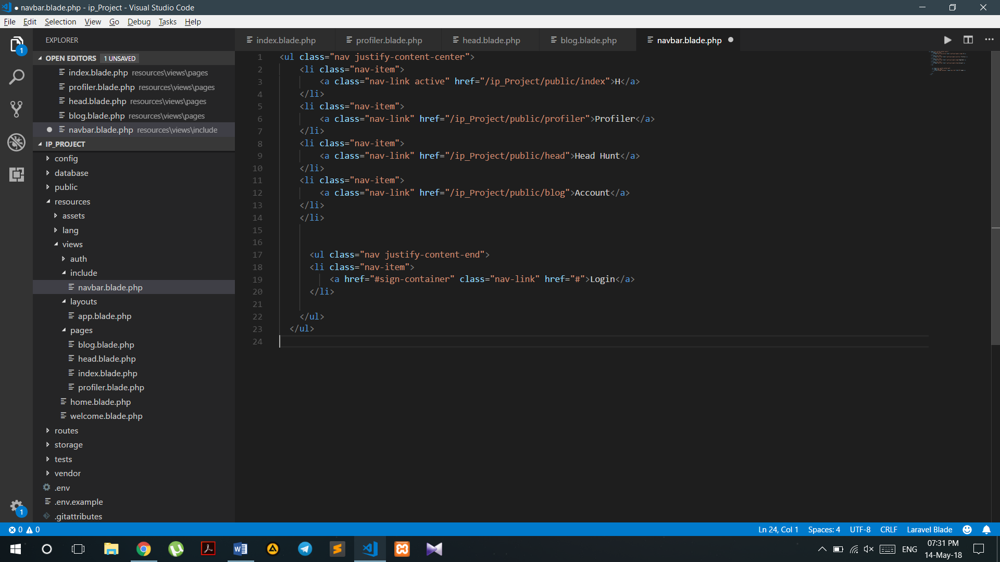 ● navbar.blade.php - ip_Project - Visual Studio Code
File Edit Selection View Go Debug Tasks Help
EXPLORER
OPEN EDITORS 1 UNSAVED
index.blade.php resources\views\pages
profiler.blade.php resources\views\pages
head.blade.php resources\views\pages
blog.blade.php resources\views\pages
navbar.blade.php resources\views\include
IP_PROJECT
config
database
public
resources
assets
lang
views
auth
include
navbar.blade.php
layouts
app.blade.php
pages
blog.blade.php
head.blade.php
index.blade.php
profiler.blade.php
home.blade.php
welcome.blade.php
routes
storage
tests
vendor
.env
.env.example
.gitattributes
1
1
index.blade.php profiler.blade.php head.blade.php blog.blade.php navbar.blade.php
1 <ul class="nav justify-content-center">
2     <li class="nav-item">
3         <a class="nav-link active" href="/ip_Project/public/index">H</a>
4     </li>
5     <li class="nav-item">
6         <a class="nav-link" href="/ip_Project/public/profiler">Profiler</a>
7     </li>
8     <li class="nav-item">
9         <a class="nav-link" href="/ip_Project/public/head">Head Hunt</a>
10     </li>
11     <li class="nav-item">
12         <a class="nav-link" href="/ip_Project/public/blog">Account</a>
13     </li>
14     </li>
15
16
17       <ul class="nav justify-content-end">
18       <li class="nav-item">
19           <a href="#sign-container" class="nav-link" href="#">Login</a>
20       </li>
21
22     </ul>
23   </ul>
24
0 0 Ln 24, Col 1 Spaces: 4 UTF-8 CRLF Laravel Blade
ENG 07:31 PM
14-May-18